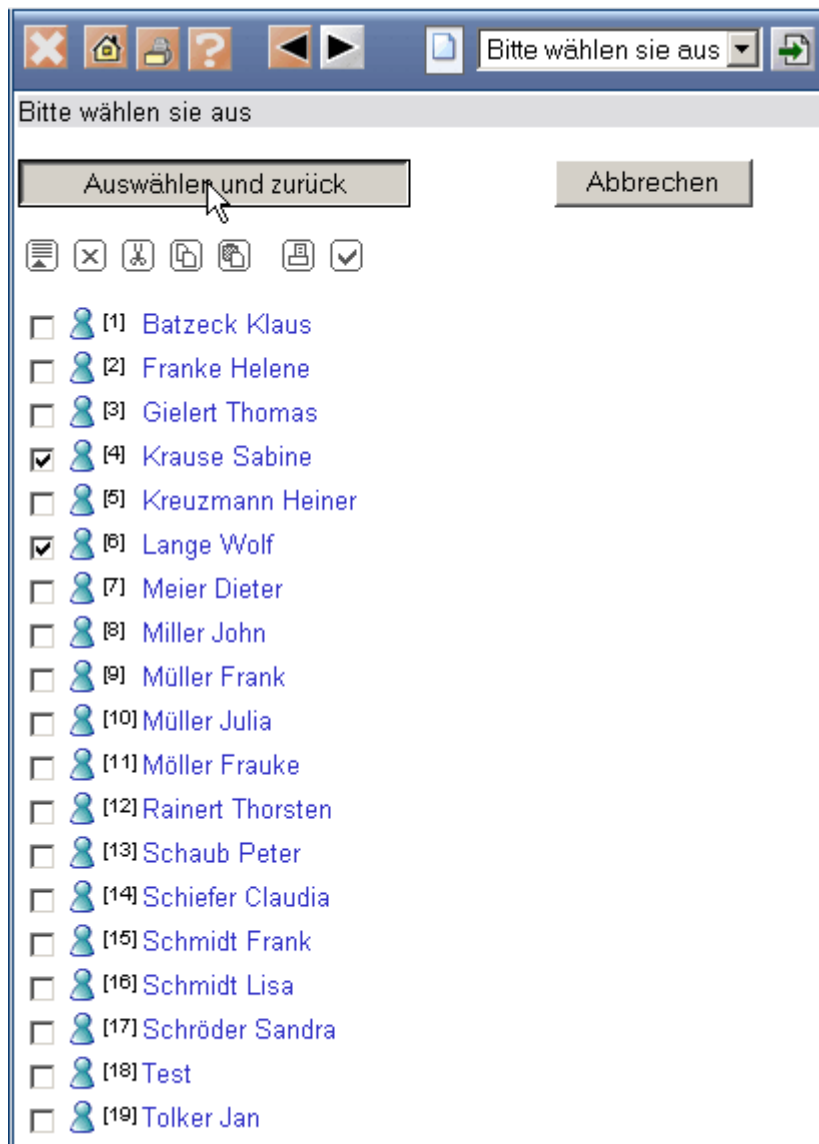 Bitte wählen sie aus
Bitte wählen sie aus
Auswählen und zurück Abbrechen
[1] Batzeck Klaus
[2] Franke Helene
[3] Gielert Thomas
[4] Krause Sabine
[5] Kreuzmann Heiner
[6] Lange Wolf
[7] Meier Dieter
[8] Miller John
[9] Müller Frank
[10] Müller Julia
[11] Möller Frauke
[12] Rainert Thorsten
[13] Schaub Peter
[14] Schiefer Claudia
[15] Schmidt Frank
[16] Schmidt Lisa
[17] Schröder Sandra
[18] Test
[19] Tolker Jan